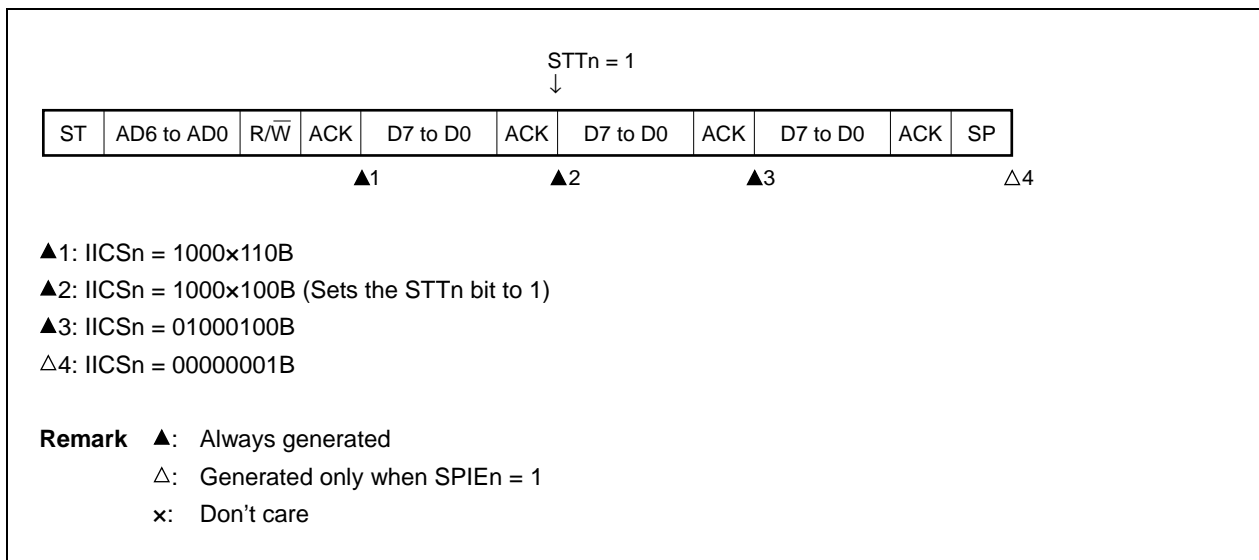 STTn = 1
↓
ST AD6 to AD0 R/W̅ ACK D7 to D0 ACK D7 to D0 ACK D7 to D0 ACK SP
▲1 ▲2 ▲3 △4
▲1: IICSn = 1000×110B
▲2: IICSn = 1000×100B (Sets the STTn bit to 1)
▲3: IICSn = 01000100B
△4: IICSn = 00000001B
Remark ▲: Always generated
△: Generated only when SPIEn = 1
×: Don't care